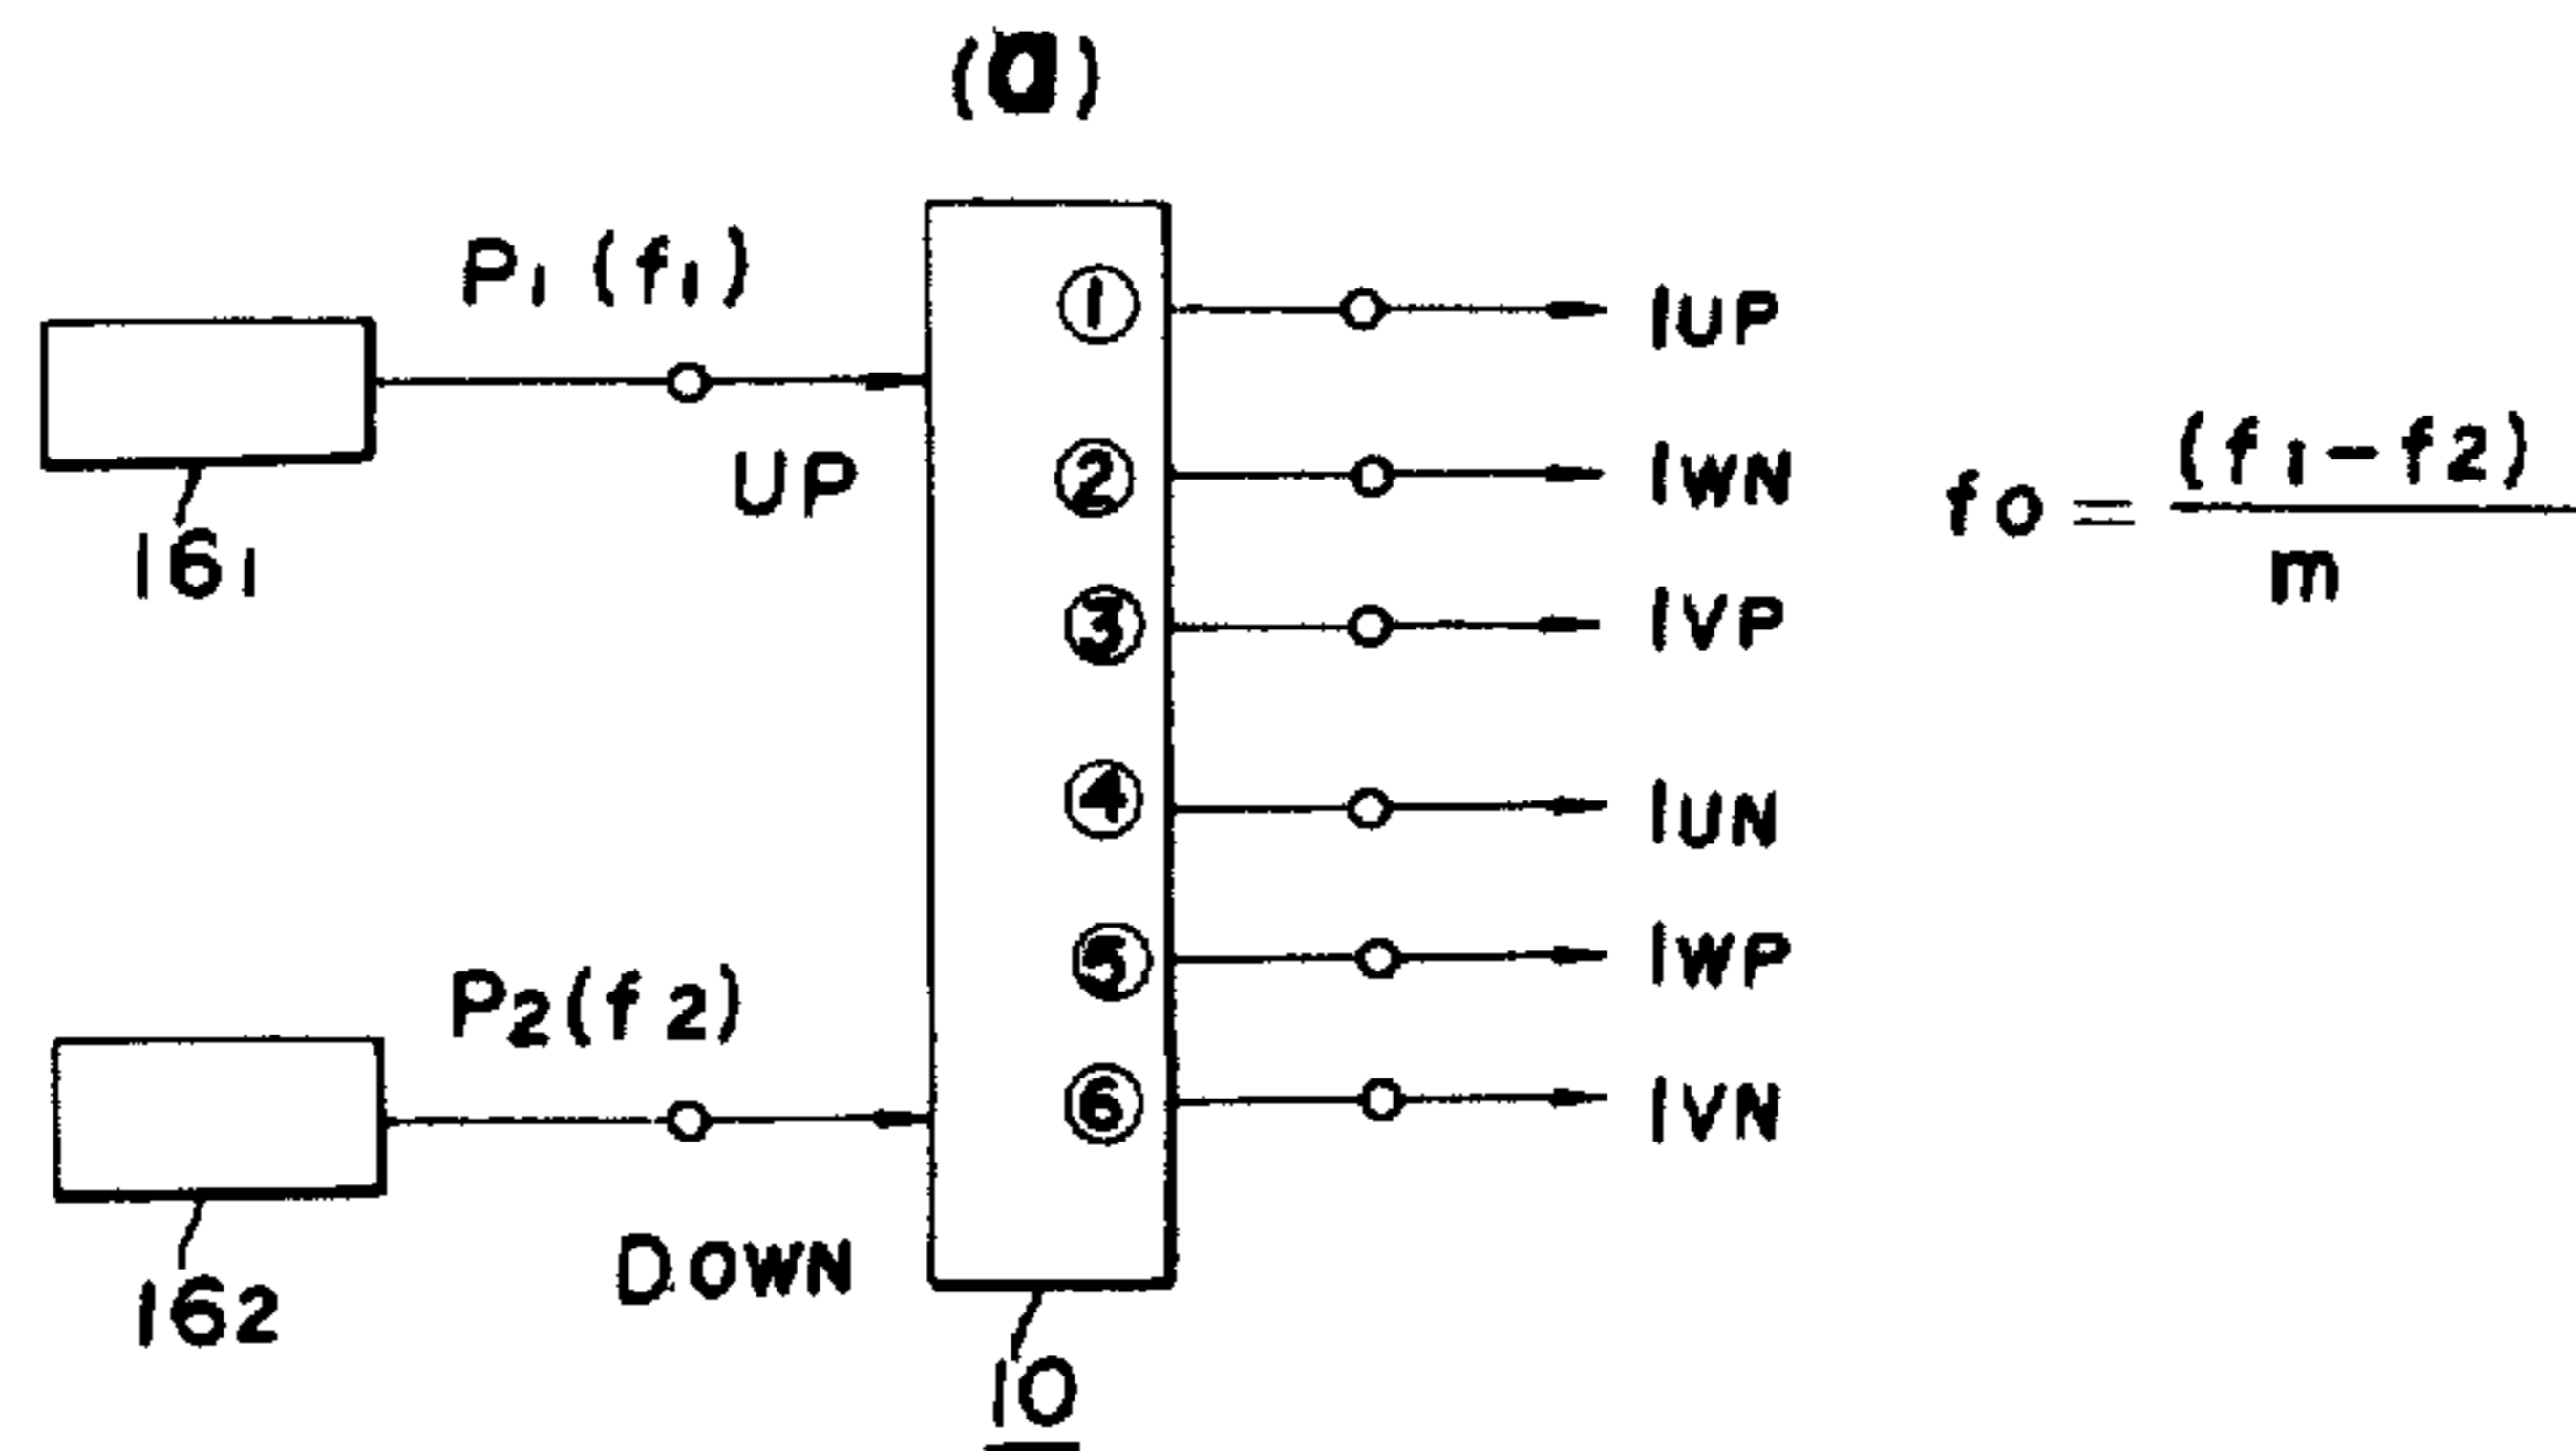 (a)
P1 (f1)
UP
161
P2(f2)
DOWN
162
10
①
②
③
④
⑤
⑥
IUP
IWN
IVP
IUN
IWP
IVN
fo = (f1-f2)
m